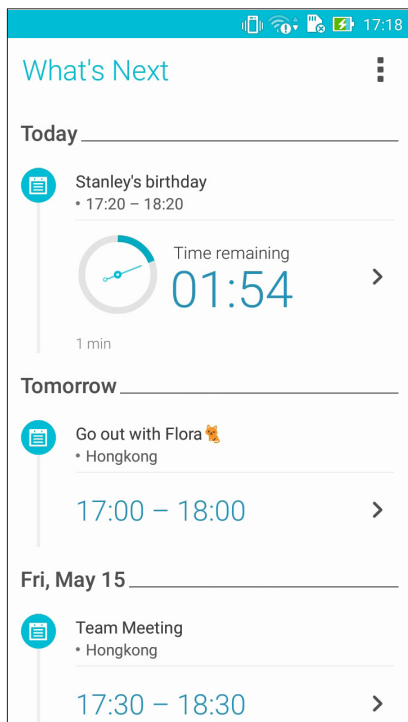 17:18
What's Next
Today
Stanley's birthday
• 17:20 – 18:20
Time remaining
01:54
1 min
Tomorrow
Go out with Flora🐈
• Hongkong
17:00 – 18:00
Fri, May 15
Team Meeting
• Hongkong
17:30 – 18:30